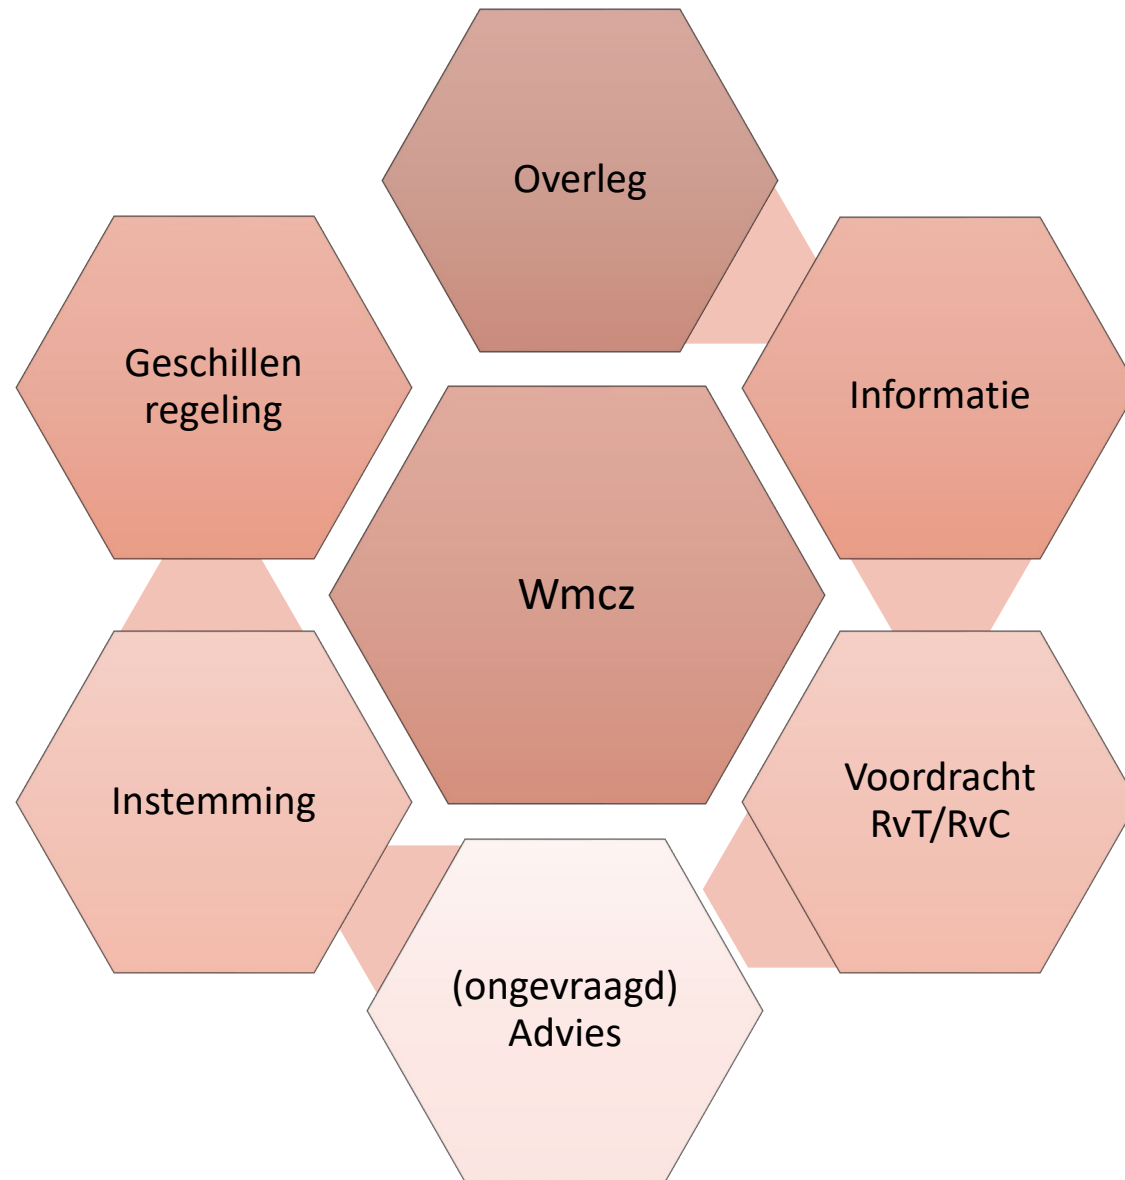 Overleg
Informatie
Voordracht
RvT/RvC
(ongevraagd)
Advies
Instemming
Geschillen
regeling
Wmcz